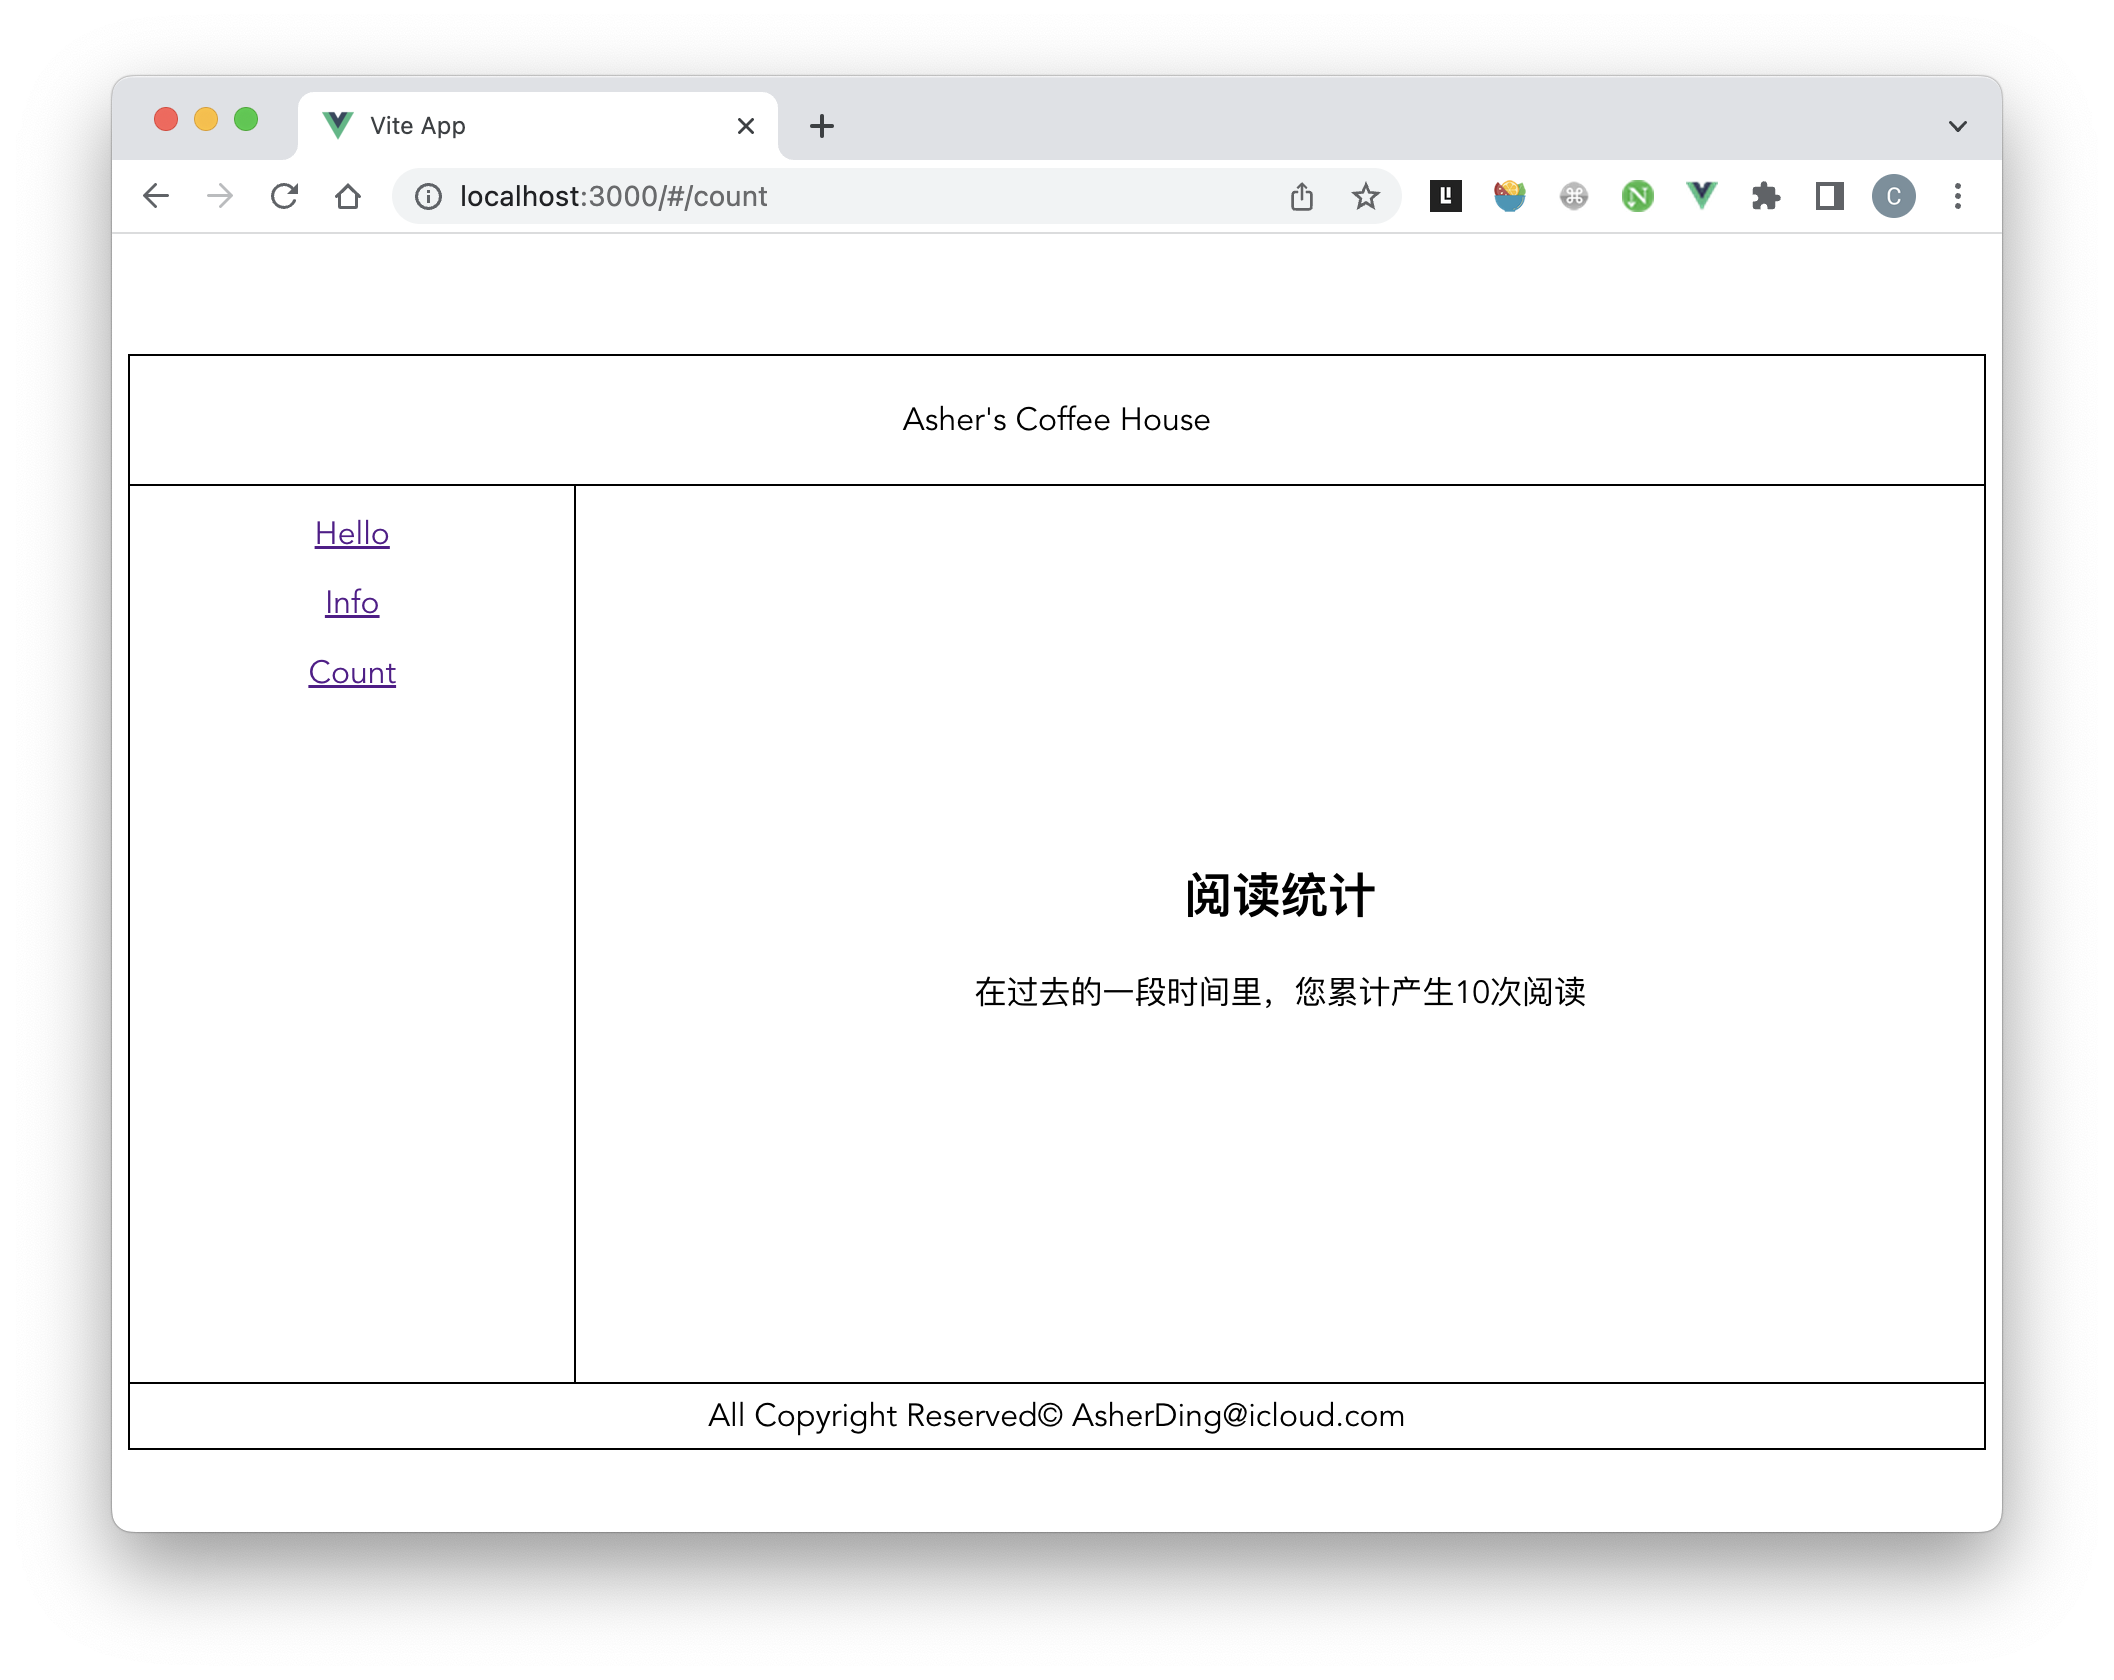 Vite App
localhost:3000/#/count
C
Asher's Coffee House
Hello
Info
Count
阅读统计
在过去的一段时间里，您累计产生10次阅读
All Copyright Reserved© AsherDing@icloud.com